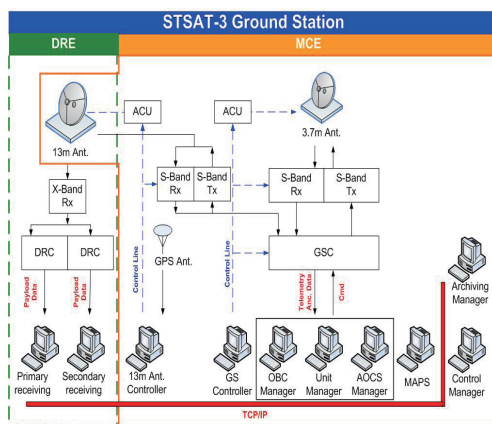 STSAT-3 Ground Station
DRE
MCE
13m Ant.
ACU
ACU
3.7m Ant.
X-Band
Rx
S-Band
Rx
S-Band
Tx
S-Band
Rx
S-Band
Tx
DRC
DRC
GPS Ant.
GSC
Control Line
Control Line
Payload
Data
Payload
Data
Telemetry
Anc. Data
Cmd
Archiving
Manager
Primary
receiving
Secondary
receiving
13m Ant.
Controller
GS
Controller
OBC
Manager
Unit
Manager
AOCS
Manager
MAPS
Control
Manager
TCP/IP